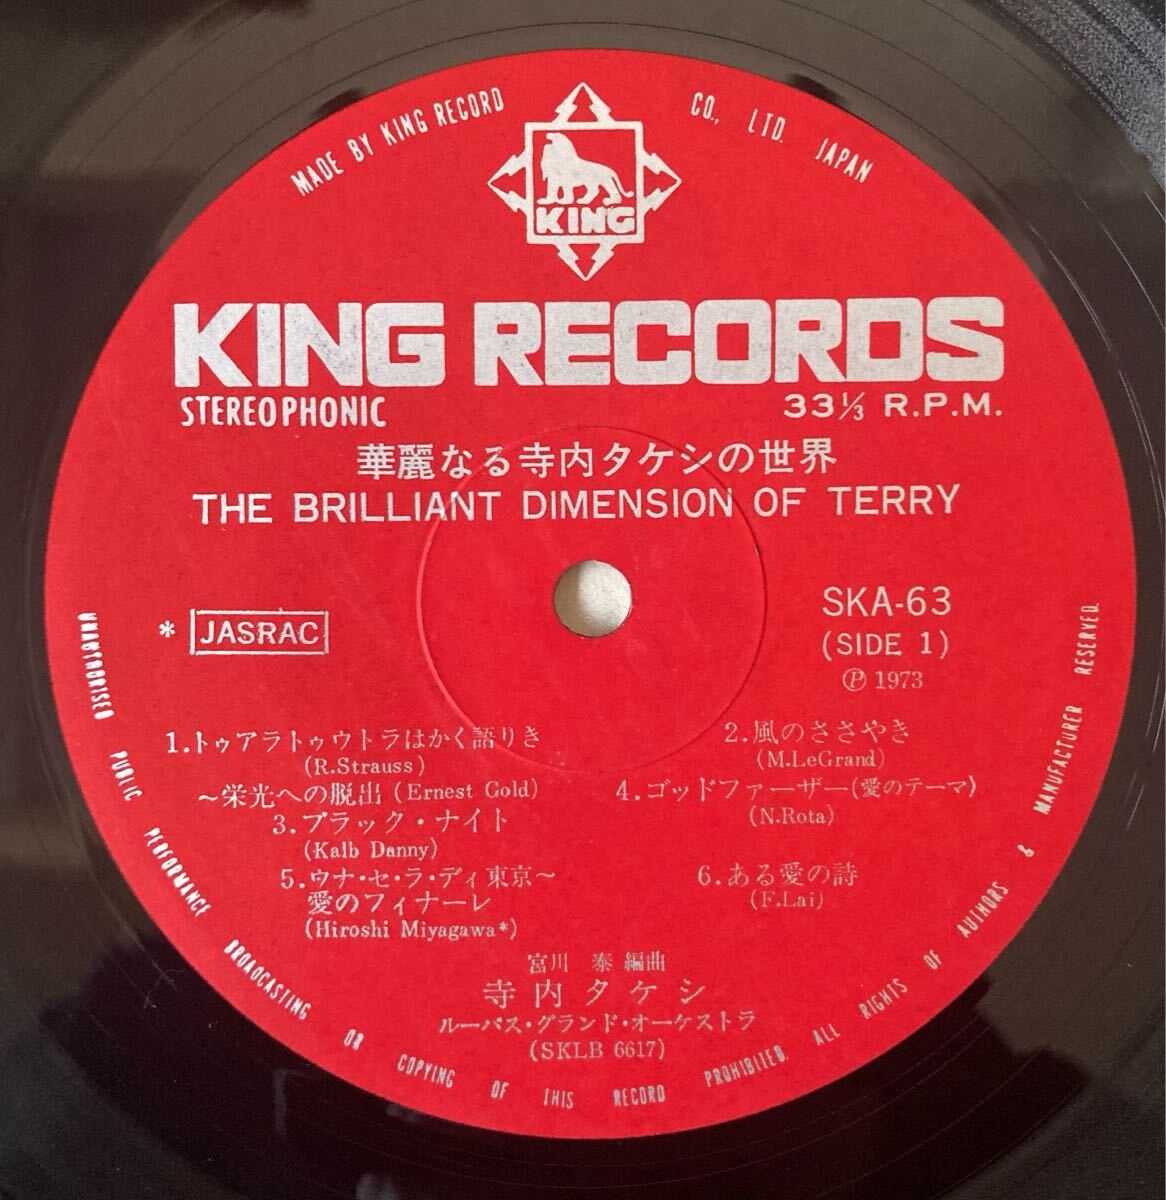 MADE BY KING RECORD CO., LTD. JAPAN
KING
KING RECORDS
STEREOPHONIC
33⅓ R.P.M.
華麗なる寺内タケシの世界
THE BRILLIANT DIMENSION OF TERRY
* JASRAC
SKA-63
(SIDE 1)
Ⓟ 1973
1.トゥアラトゥウトラはかく語りき
(R.Strauss)
～栄光への脱出 (Ernest Gold)
2.風のささやき
(M.LeGrand)
3.ブラック・ナイト
(Kalb Danny)
4.ゴッドファーザー(愛のテーマ)
(N.Rota)
5.ウナ・セ・ラ・ディ東京～
愛のフィナーレ
(Hiroshi Miyagawa*)
6.ある愛の詩
(F.Lai)
宮川 泰 編曲
寺内タケシ
ルーパス・グランド・オーケストラ
(SKLB 6617)
UNAUTHORISED PUBLIC PERFORMANCE BROADCASTING OR COPYING OF THIS RECORD PROHIBITED. ALL RIGHTS OF AUTHORS & MANUFACTURER RESERVED.